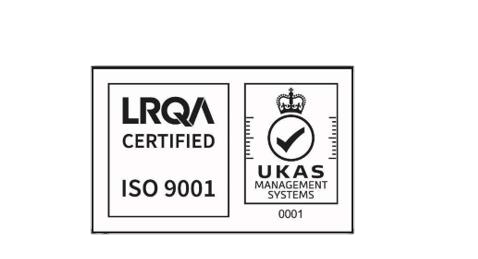 LRQA
CERTIFIED
ISO 9001
UKAS
MANAGEMENT
SYSTEMS
0001